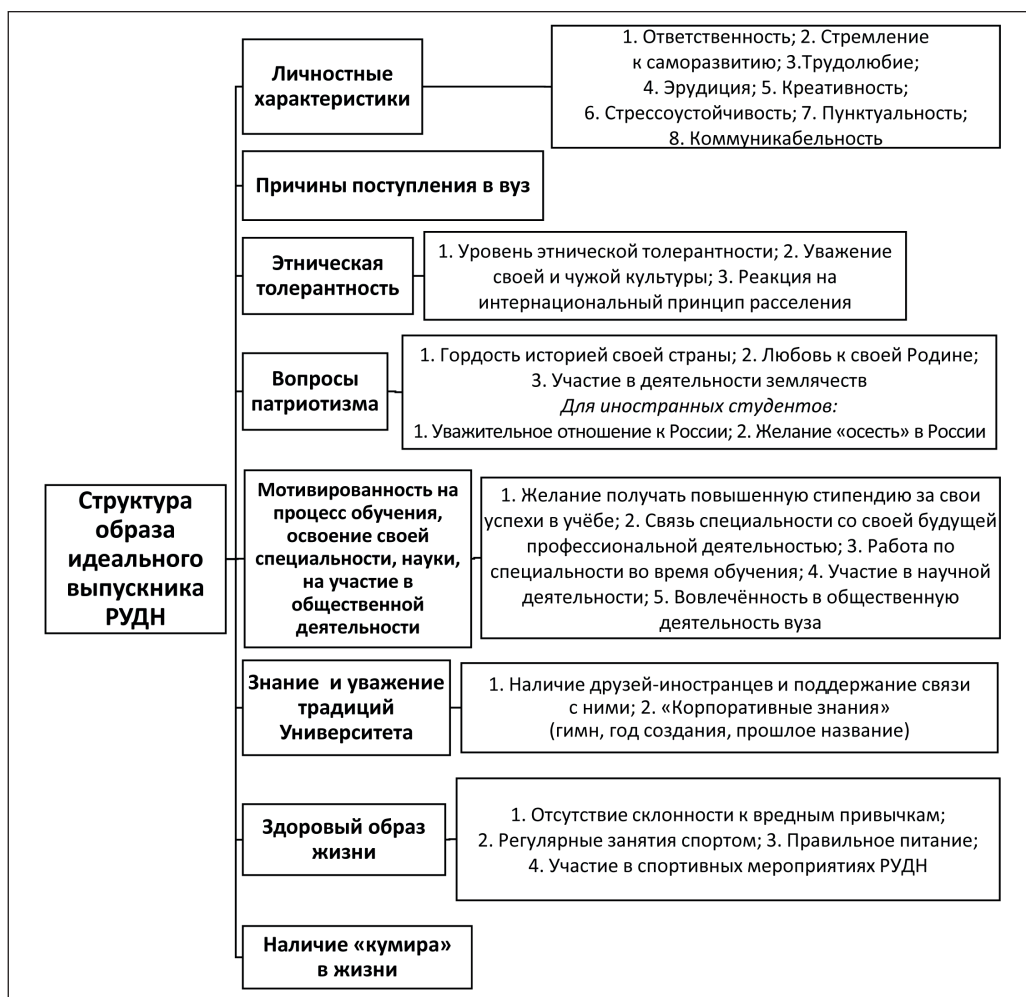 Структура
образа
идеального
выпускника
РУДН
Личностные
характеристики
1. Ответственность; 2. Стремление
к саморазвитию; 3.Трудолюбие;
4. Эрудиция; 5. Креативность;
6. Стрессоустойчивость; 7. Пунктуальность;
8. Коммуникабельность
Причины поступления в вуз
Этническая
толерантность
1. Уровень этнической толерантности; 2. Уважение
своей и чужой культуры; 3. Реакция на
интернациональный принцип расселения
Вопросы
патриотизма
1. Гордость историей своей страны; 2. Любовь к своей Родине;
3. Участие в деятельности землячеств
Для иностранных студентов:
1. Уважительное отношение к России; 2. Желание «осесть» в России
Мотивированность на
процесс обучения,
освоение своей
специальности, науки,
на участие в
общественной
деятельности
1. Желание получать повышенную стипендию за свои
успехи в учёбе; 2. Связь специальности со своей будущей
профессиональной деятельностью; 3. Работа по
специальности во время обучения; 4. Участие в научной
деятельности; 5. Вовлечённость в общественную
деятельность вуза
Знание и уважение
традиций
Университета
1. Наличие друзей-иностранцев и поддержание связи
с ними; 2. «Корпоративные знания»
(гимн, год создания, прошлое название)
Здоровый образ
жизни
1. Отсутствие склонности к вредным привычкам;
2. Регулярные занятия спортом; 3. Правильное питание;
4. Участие в спортивных мероприятиях РУДН
Наличие «кумира»
в жизни